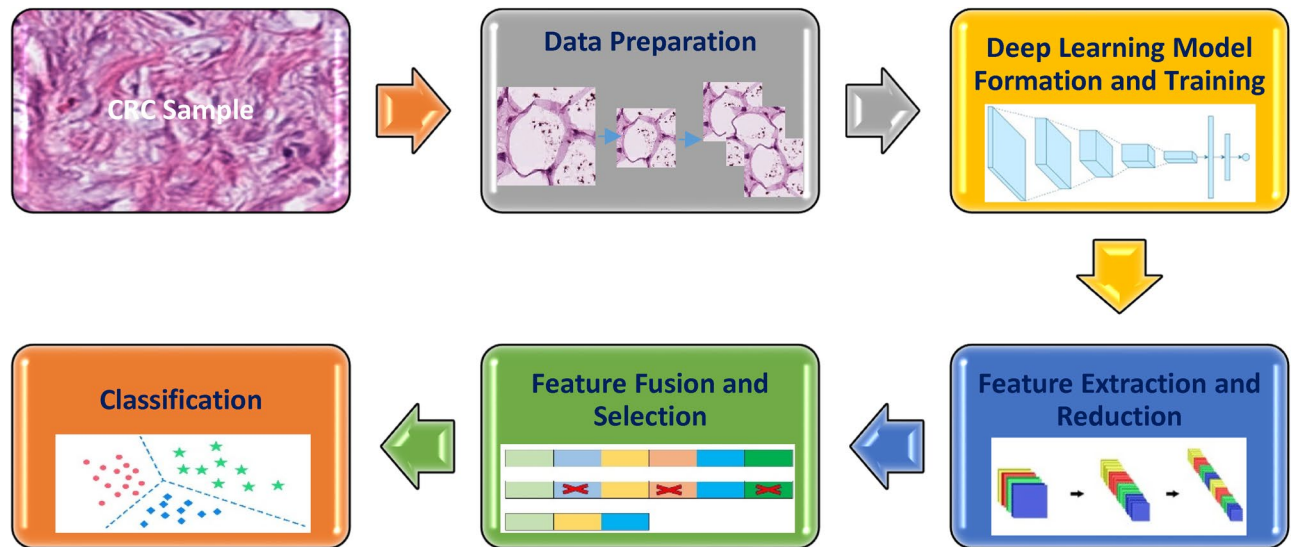 CRC Sample
Data Preparation
Deep Learning Model
Formation and Training
Feature Extraction and
Reduction
Feature Fusion and
Selection
Classification